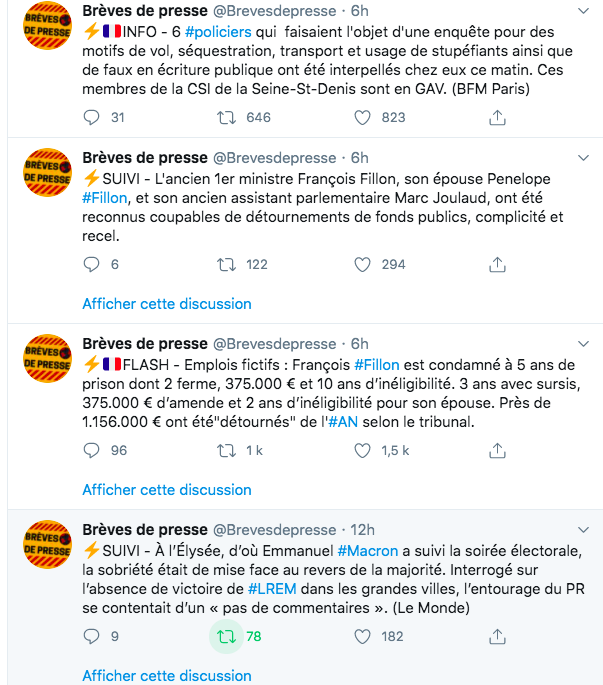 BRÈVES
DE PRESSE
Brèves de presse @Brevesdepresse · 6h
⚡🇫🇷INFO - 6 #policiers qui  faisaient l'objet d'une enquête pour des
motifs de vol, séquestration, transport et usage de stupéfiants ainsi que
de faux en écriture publique ont été interpellés chez eux ce matin. Ces
membres de la CSI de la Seine-St-Denis sont en GAV. (BFM Paris)
31 646 823
BRÈVES
DE PRESSE
Brèves de presse @Brevesdepresse · 6h
⚡SUIVI - L'ancien 1er ministre François Fillon, son épouse Penelope
#Fillon, et son ancien assistant parlementaire Marc Joulaud, ont été
reconnus coupables de détournements de fonds publics, complicité et
recel.
6 122 294
Afficher cette discussion
BRÈVES
DE PRESSE
Brèves de presse @Brevesdepresse · 6h
⚡🇫🇷FLASH - Emplois fictifs : François #Fillon est condamné à 5 ans de
prison dont 2 ferme, 375.000 € et 10 ans d’inéligibilité. 3 ans avec sursis,
375.000 € d’amende et 2 ans d’inéligibilité pour son épouse. Près de
1.156.000 € ont été"détournés" de l'#AN selon le tribunal.
96 1 k 1,5 k
Afficher cette discussion
BRÈVES
DE PRESSE
Brèves de presse @Brevesdepresse · 12h
⚡SUIVI - À l’Élysée, d’où Emmanuel #Macron a suivi la soirée électorale,
la sobriété était de mise face au revers de la majorité. Interrogé sur
l’absence de victoire de #LREM dans les grandes villes, l’entourage du PR
se contentait d’un « pas de commentaires ». (Le Monde)
9 78 182
Afficher cette discussion